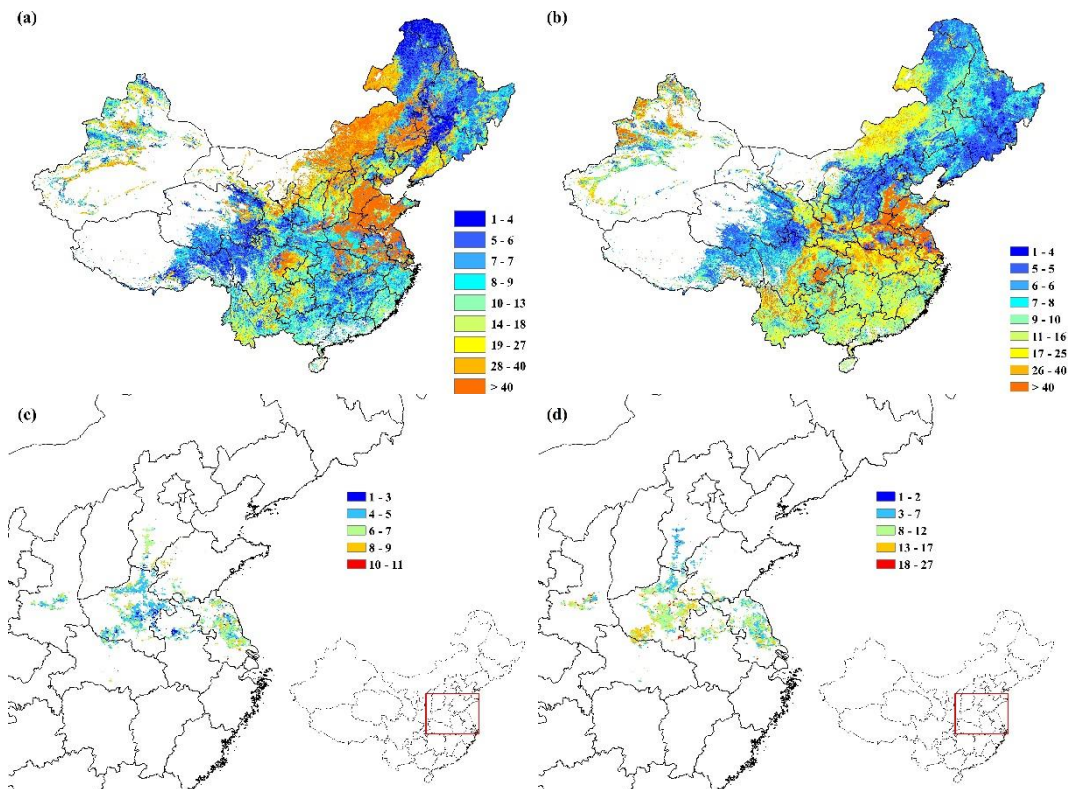 (a)
1 - 4
5 - 6
7 - 7
8 - 9
10 - 13
14 - 18
19 - 27
28 - 40
> 40
(b)
1 - 4
5 - 5
6 - 6
7 - 8
9 - 10
11 - 16
17 - 25
26 - 40
> 40
(c)
1 - 3
4 - 5
6 - 7
8 - 9
10 - 11
(d)
1 - 2
3 - 7
8 - 12
13 - 17
18 - 27